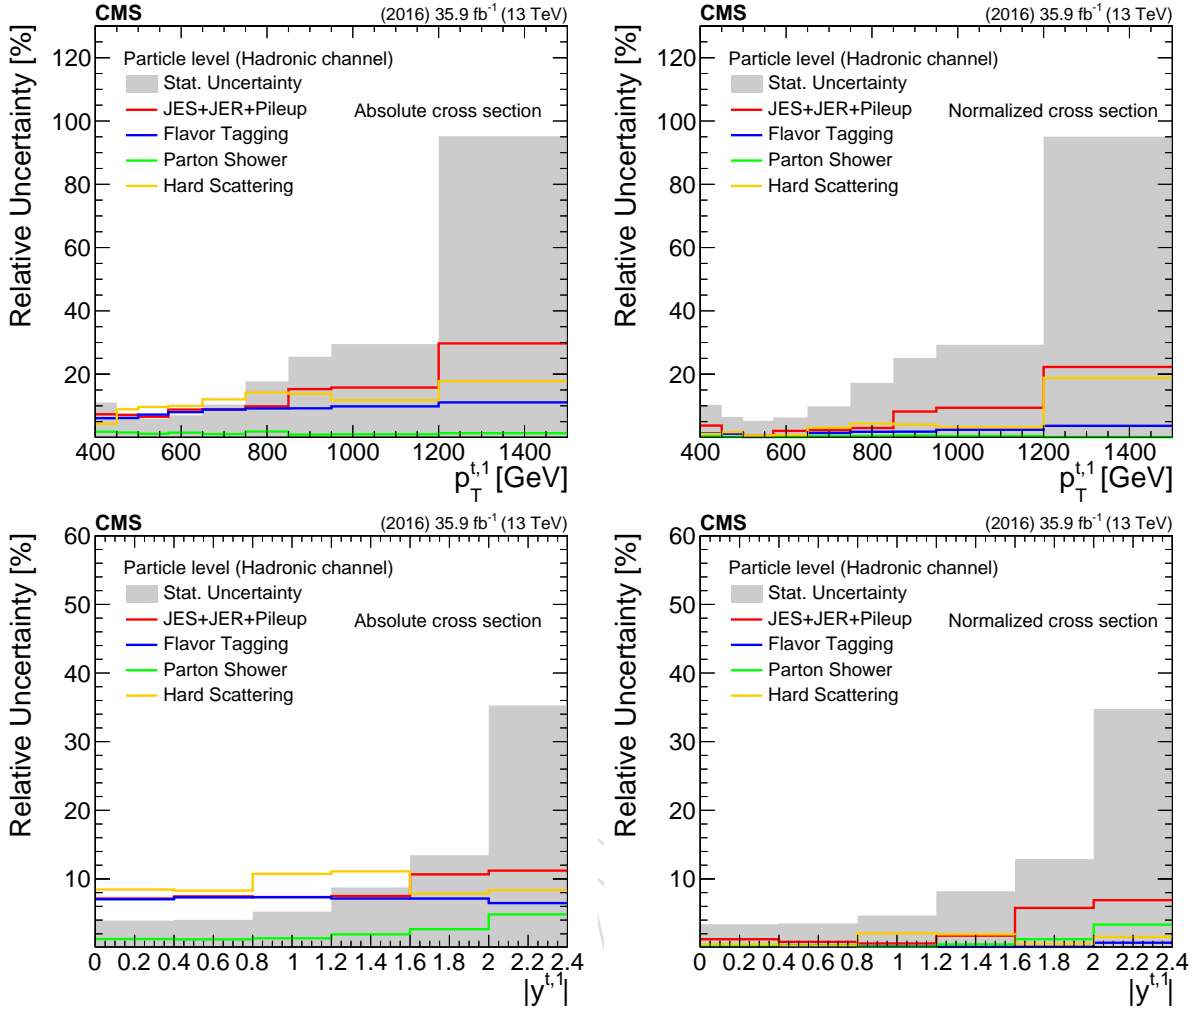 CMS (2016) 35.9 fb⁻¹ (13 TeV)
Relative Uncertainty [%]
120
100
80
60
40
20
Particle level (Hadronic channel)
Stat. Uncertainty
JES+JER+Pileup
Absolute cross section
Flavor Tagging
Parton Shower
Hard Scattering
400 600 800 1000 1200 1400
p_T^{t,1} [GeV]
CMS (2016) 35.9 fb⁻¹ (13 TeV)
Relative Uncertainty [%]
120
100
80
60
40
20
Particle level (Hadronic channel)
Stat. Uncertainty
JES+JER+Pileup
Normalized cross section
Flavor Tagging
Parton Shower
Hard Scattering
400 600 800 1000 1200 1400
p_T^{t,1} [GeV]
CMS (2016) 35.9 fb⁻¹ (13 TeV)
Relative Uncertainty [%]
60
50
40
30
20
10
Particle level (Hadronic channel)
Stat. Uncertainty
JES+JER+Pileup
Absolute cross section
Flavor Tagging
Parton Shower
Hard Scattering
0 0.2 0.4 0.6 0.8 1 1.2 1.4 1.6 1.8 2 2.2 2.4
|y^{t,1}|
CMS (2016) 35.9 fb⁻¹ (13 TeV)
Relative Uncertainty [%]
60
50
40
30
20
10
Particle level (Hadronic channel)
Stat. Uncertainty
JES+JER+Pileup
Normalized cross section
Flavor Tagging
Parton Shower
Hard Scattering
0 0.2 0.4 0.6 0.8 1 1.2 1.4 1.6 1.8 2 2.2 2.4
|y^{t,1}|